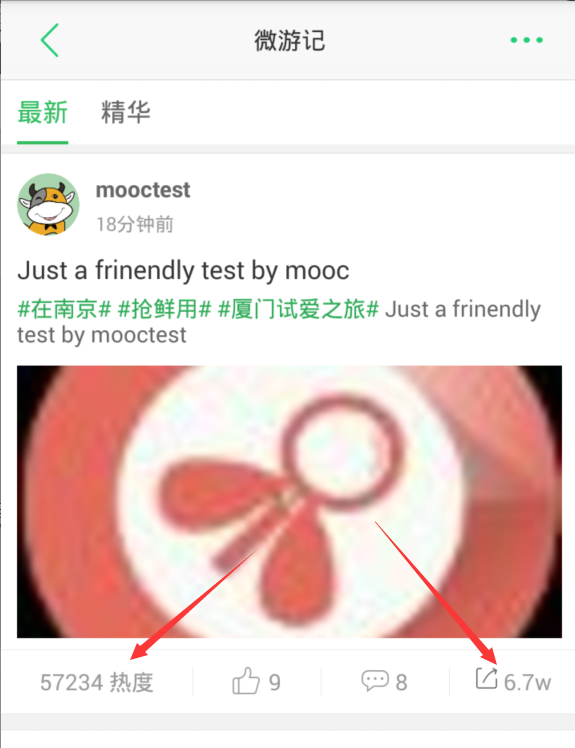 微游记
最新 精华
mooctest
18分钟前
Just a frinendly test by mooc
#在南京# #抢鲜用# #厦门试爱之旅# Just a frinendly
test by mooctest
57234 热度 9 8 6.7w